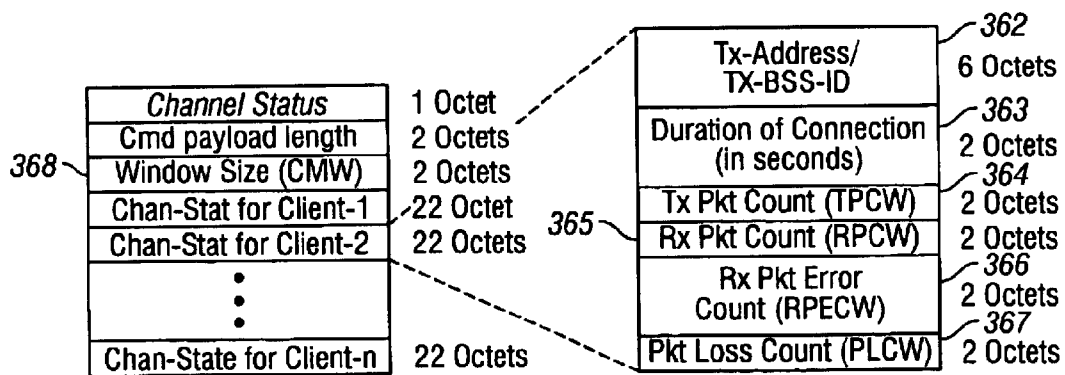 Channel Status 1 Octet
Cmd payload length 2 Octets
368 Window Size (CMW) 2 Octets
Chan-Stat for Client-1 22 Octet
Chan-Stat for Client-2 22 Octets
Chan-State for Client-n 22 Octets
362
Tx-Address/
TX-BSS-ID
6 Octets
363
Duration of Connection
(in seconds)
2 Octets
364
Tx Pkt Count (TPCW) 2 Octets
365 Rx Pkt Count (RPCW) 2 Octets
366
Rx Pkt Error
Count (RPECW)
2 Octets
367
Pkt Loss Count (PLCW) 2 Octets